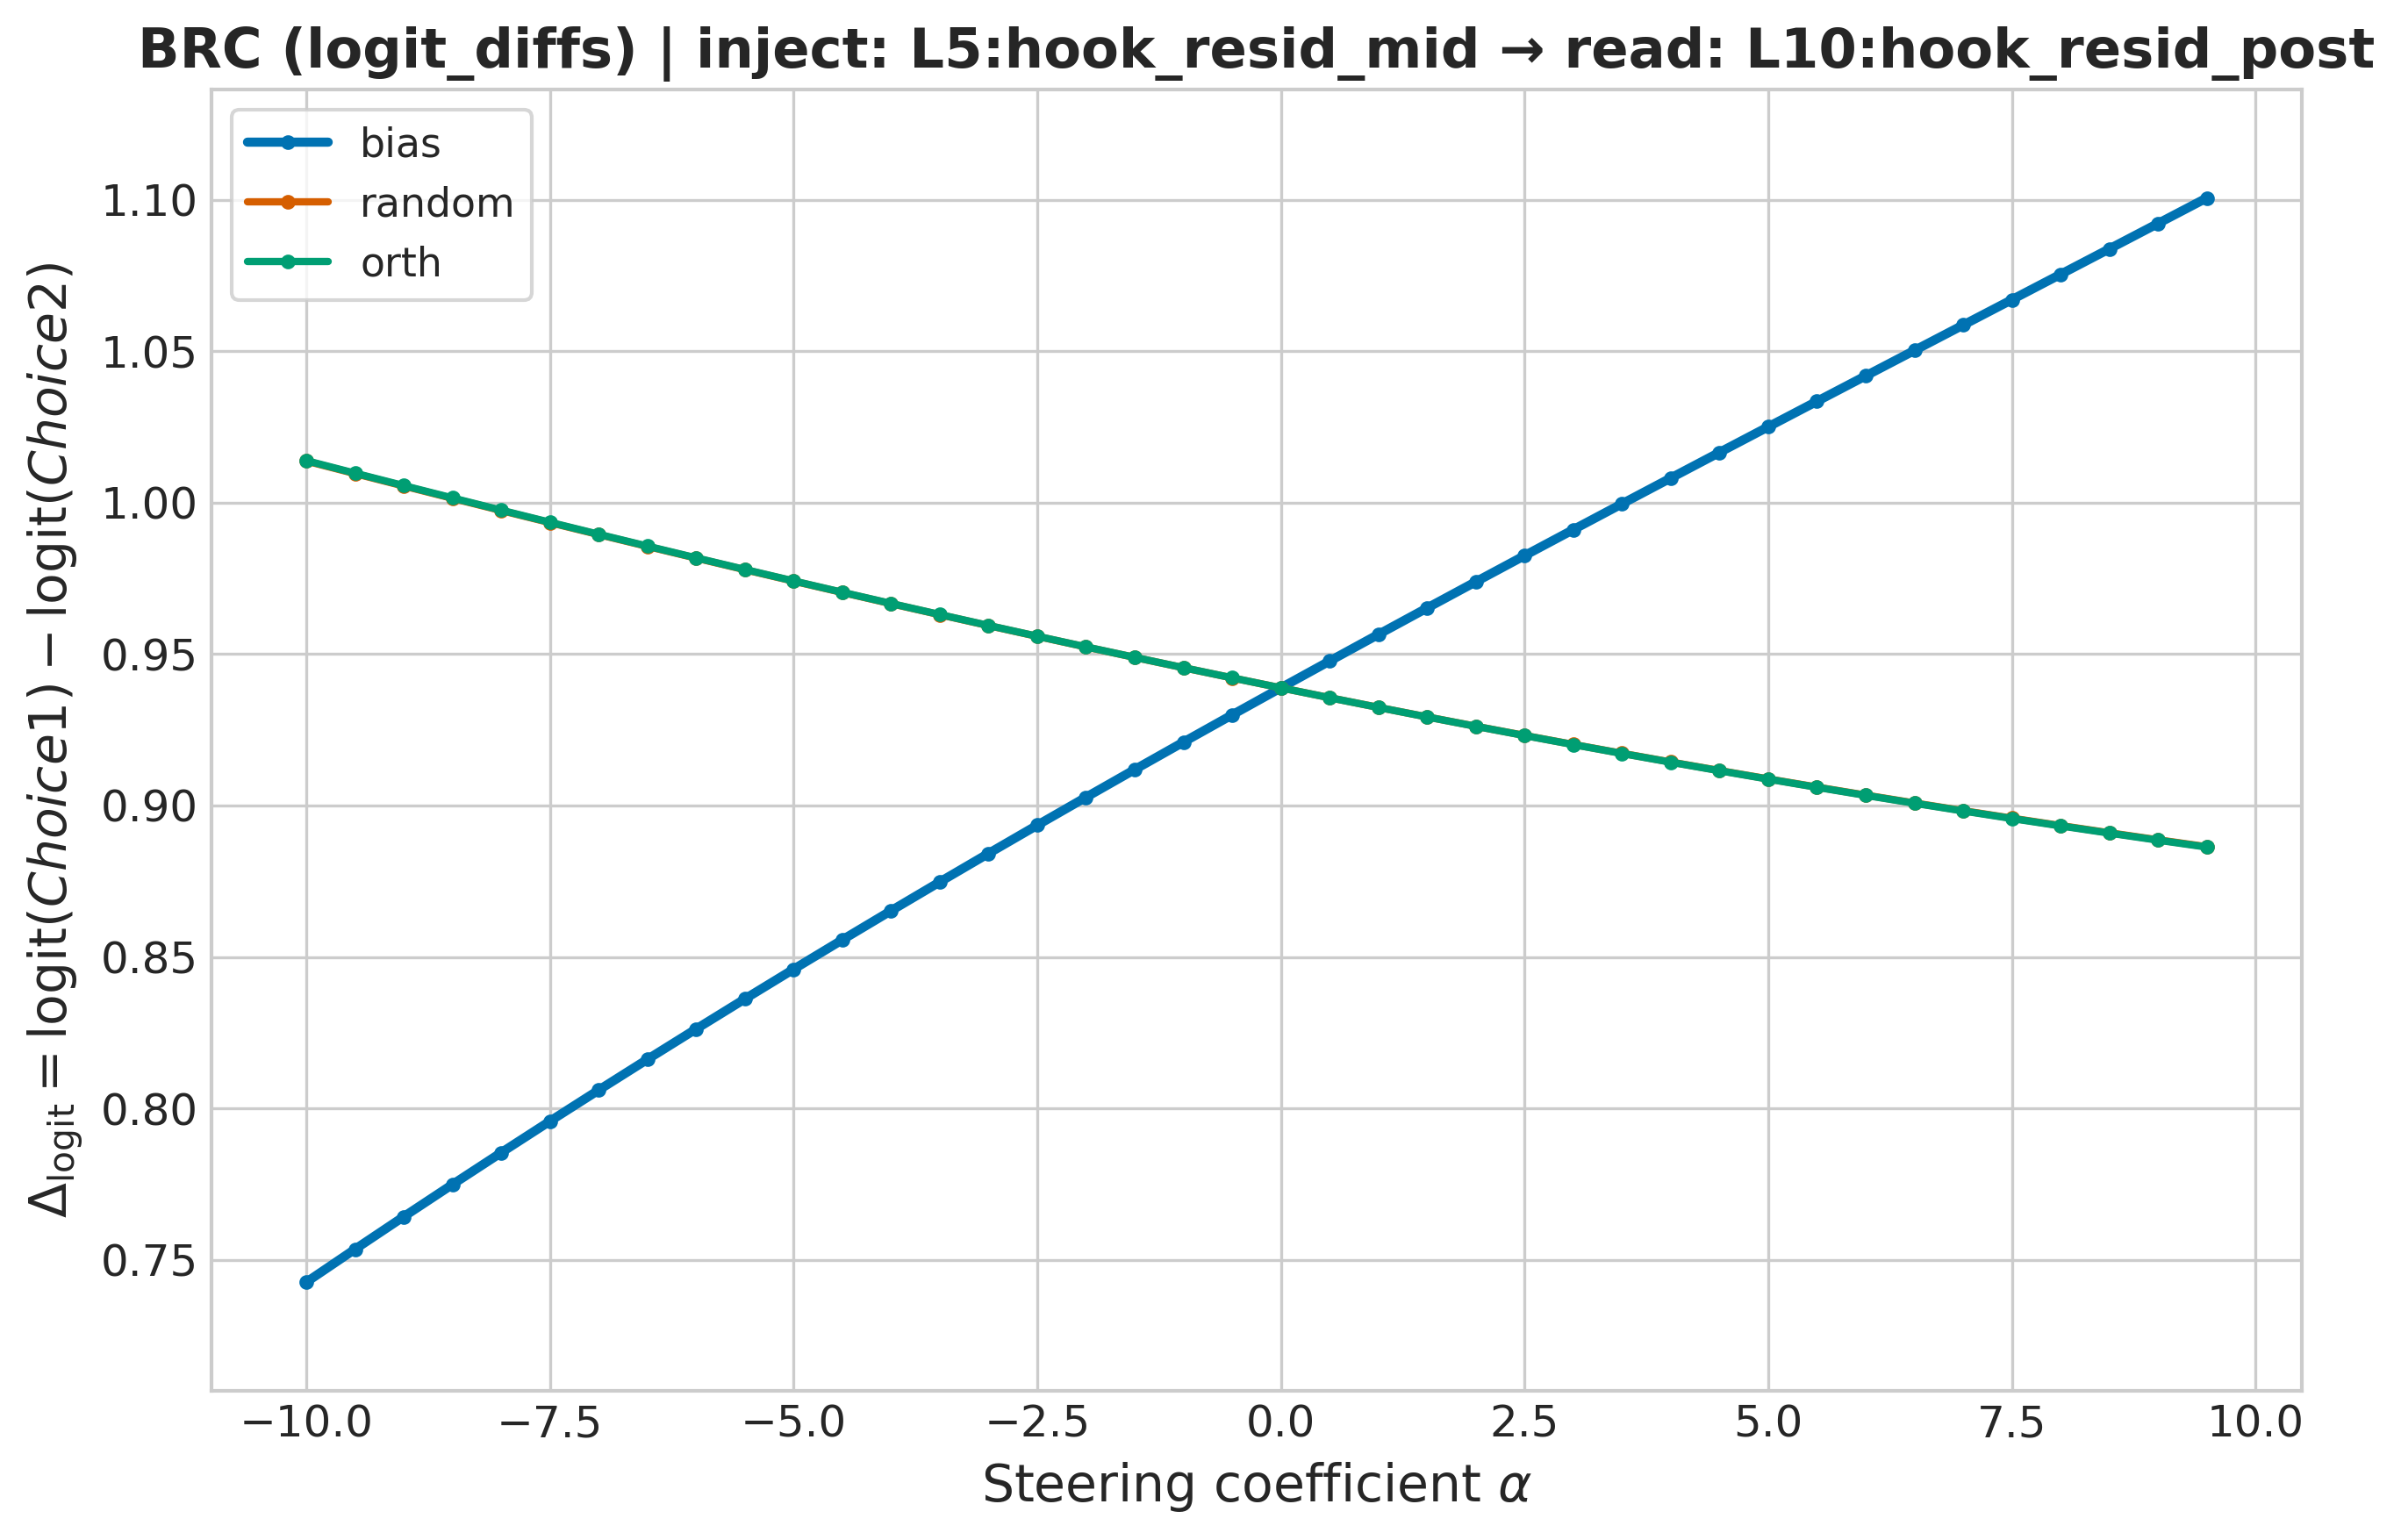 BRC (logit_diffs) | inject: L5:hook_resid_mid → read: L10:hook_resid_post
bias
random
orth
Δlogit = logit(Choice1) − logit(Choice2)
1.10
1.05
1.00
0.95
0.90
0.85
0.80
0.75
−10.0 −7.5 −5.0 −2.5 0.0 2.5 5.0 7.5 10.0
Steering coefficient α